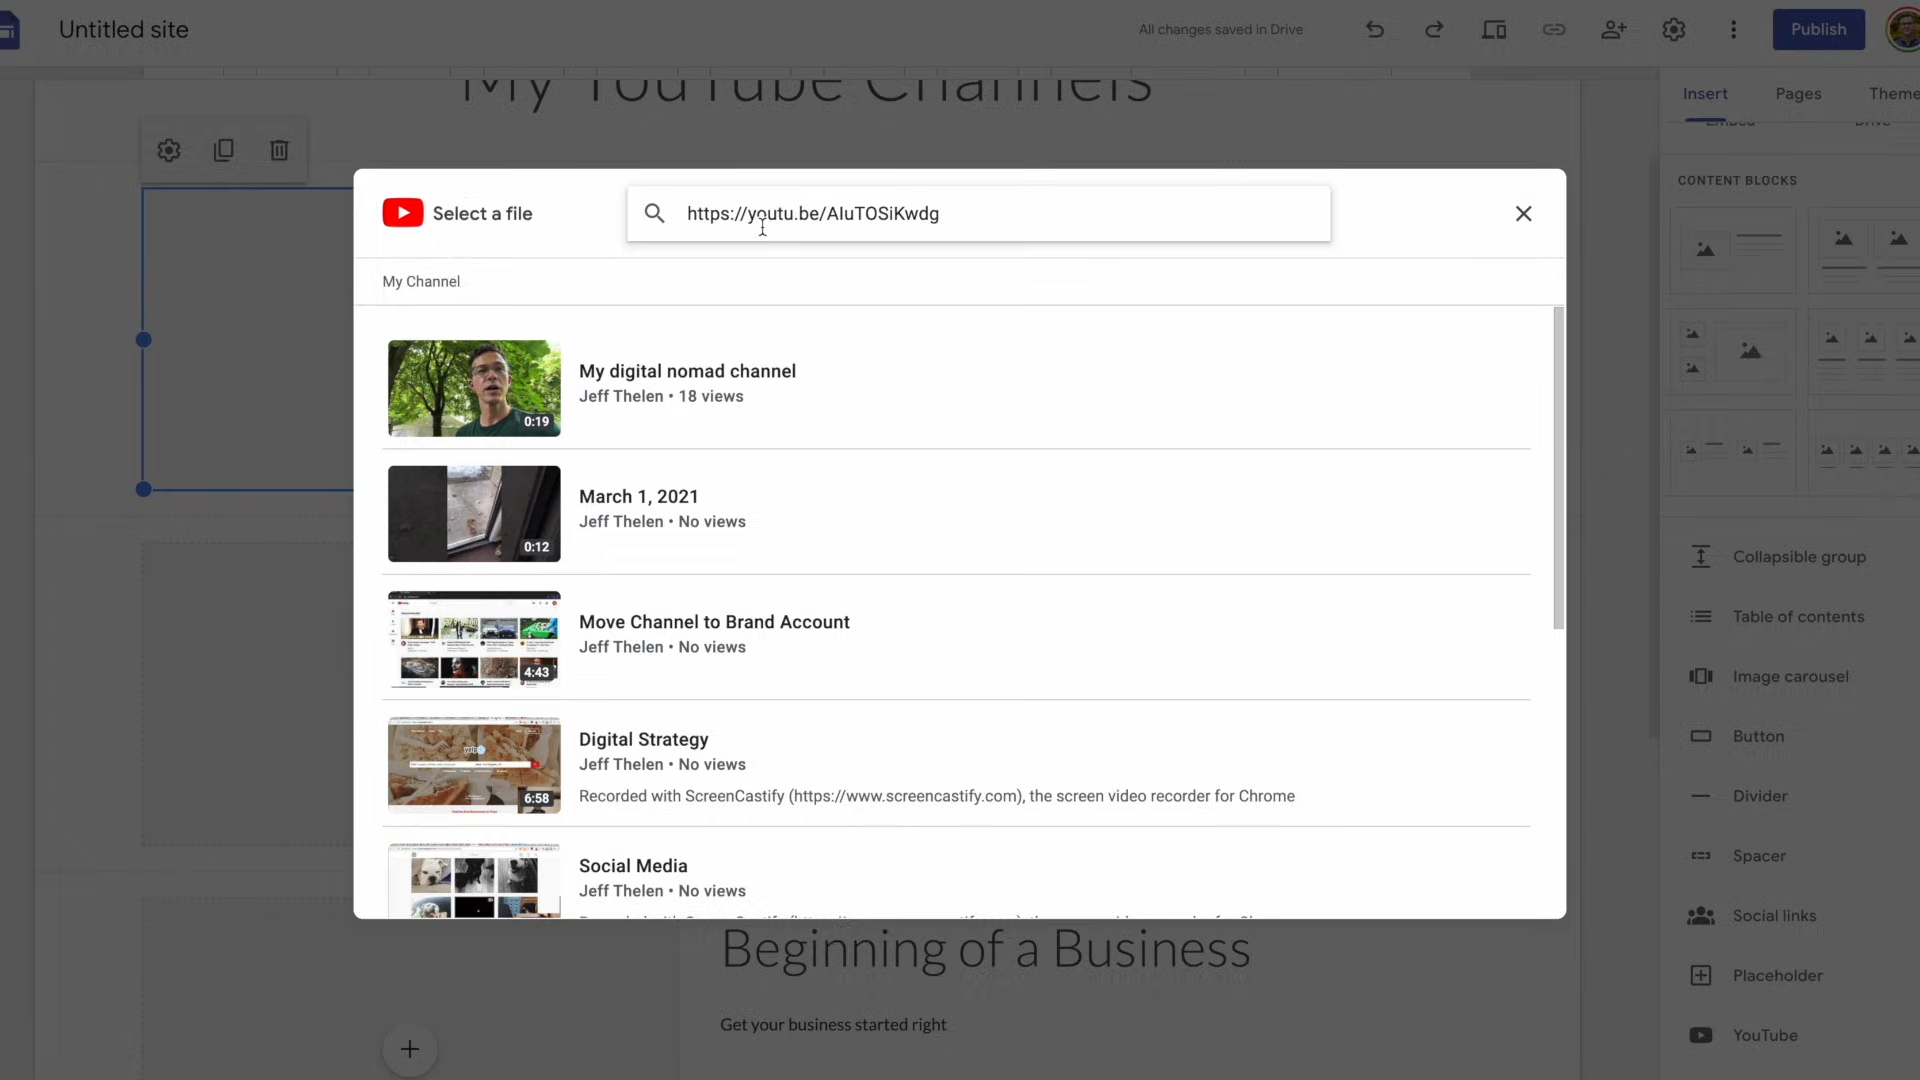 Untitled site
All changes saved in Drive
Publish
My YouTube Channels
Insert
Pages
Theme
Embed
Drive
CONTENT BLOCKS
Select a file
https://youtu.be/AIuTOSiKwdg
My Channel
My digital nomad channel
Jeff Thelen • 18 views
0:19
March 1, 2021
Jeff Thelen • No views
0:12
Move Channel to Brand Account
Jeff Thelen • No views
4:43
Digital Strategy
Jeff Thelen • No views
Recorded with ScreenCastify (https://www.screencastify.com), the screen video recorder for Chrome
6:58
Social Media
Jeff Thelen • No views
Beginning of a Business
Get your business started right
Collapsible group
Table of contents
Image carousel
Button
Divider
Spacer
Social links
Placeholder
YouTube